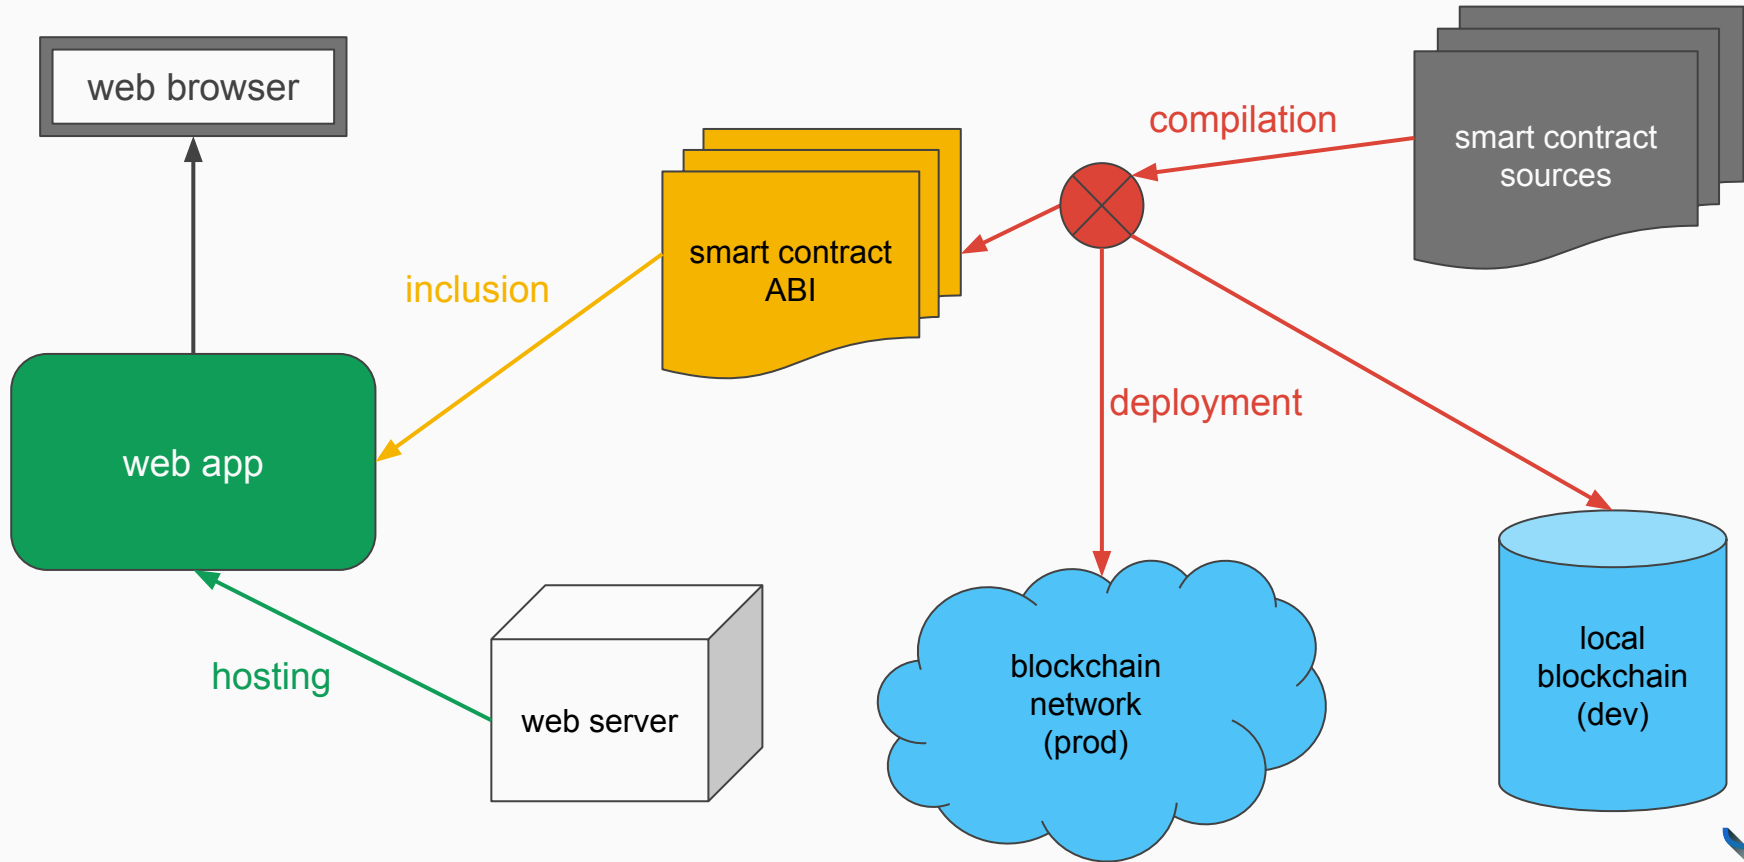 web browser
compilation
smart contract
sources
smart contract
ABI
inclusion
deployment
web app
local
blockchain
(dev)
blockchain
network
(prod)
hosting
web server